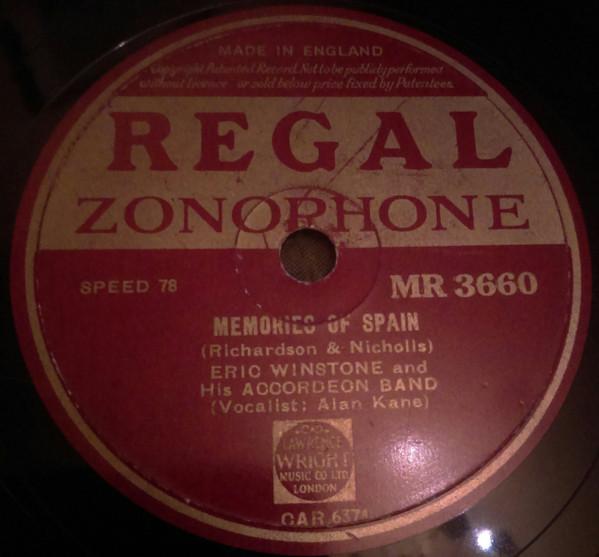 MADE IN ENGLAND
Copyright Patented Record. Not to be publicly performed
without licence or sold below price fixed by Patentees.
REGAL
ZONOPHONE
SPEED 78
MR 3660
MEMORIES OF SPAIN
(Richardson & Nicholls)
ERIC WINSTONE and
His ACCORDEON BAND
(Vocalist: Alan Kane)
LAWRENCE
WRIGHT
MUSIC CO LTD
LONDON
CAR.6374